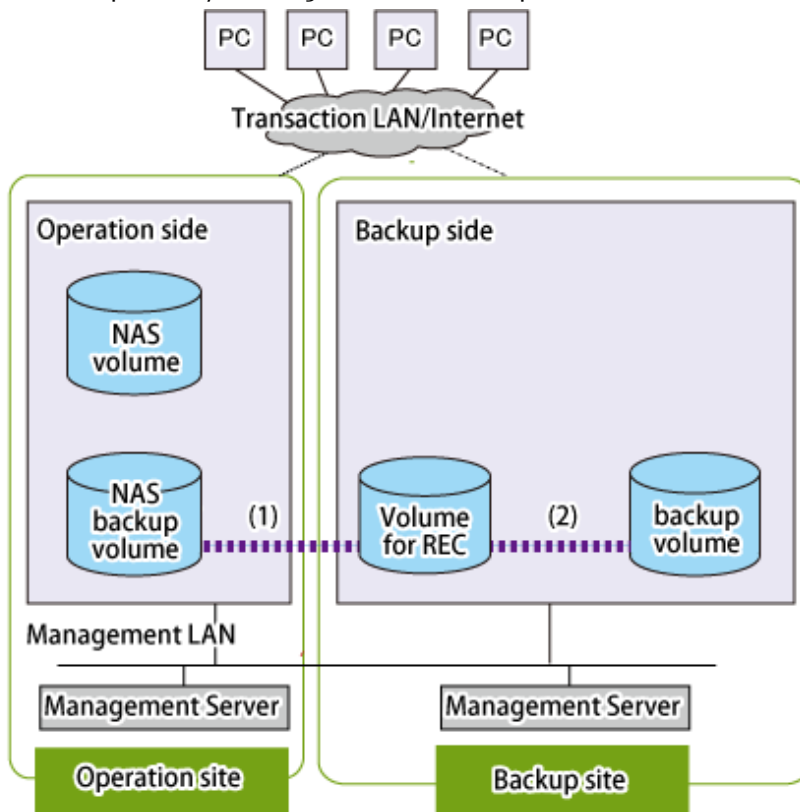 PC PC PC PC
Transaction LAN/Internet
Operation side
Backup side
NAS
volume
NAS
backup
volume
(1)
Volume
for REC
(2)
backup
volume
Management LAN
Management Server
Management Server
Operation site
Backup site